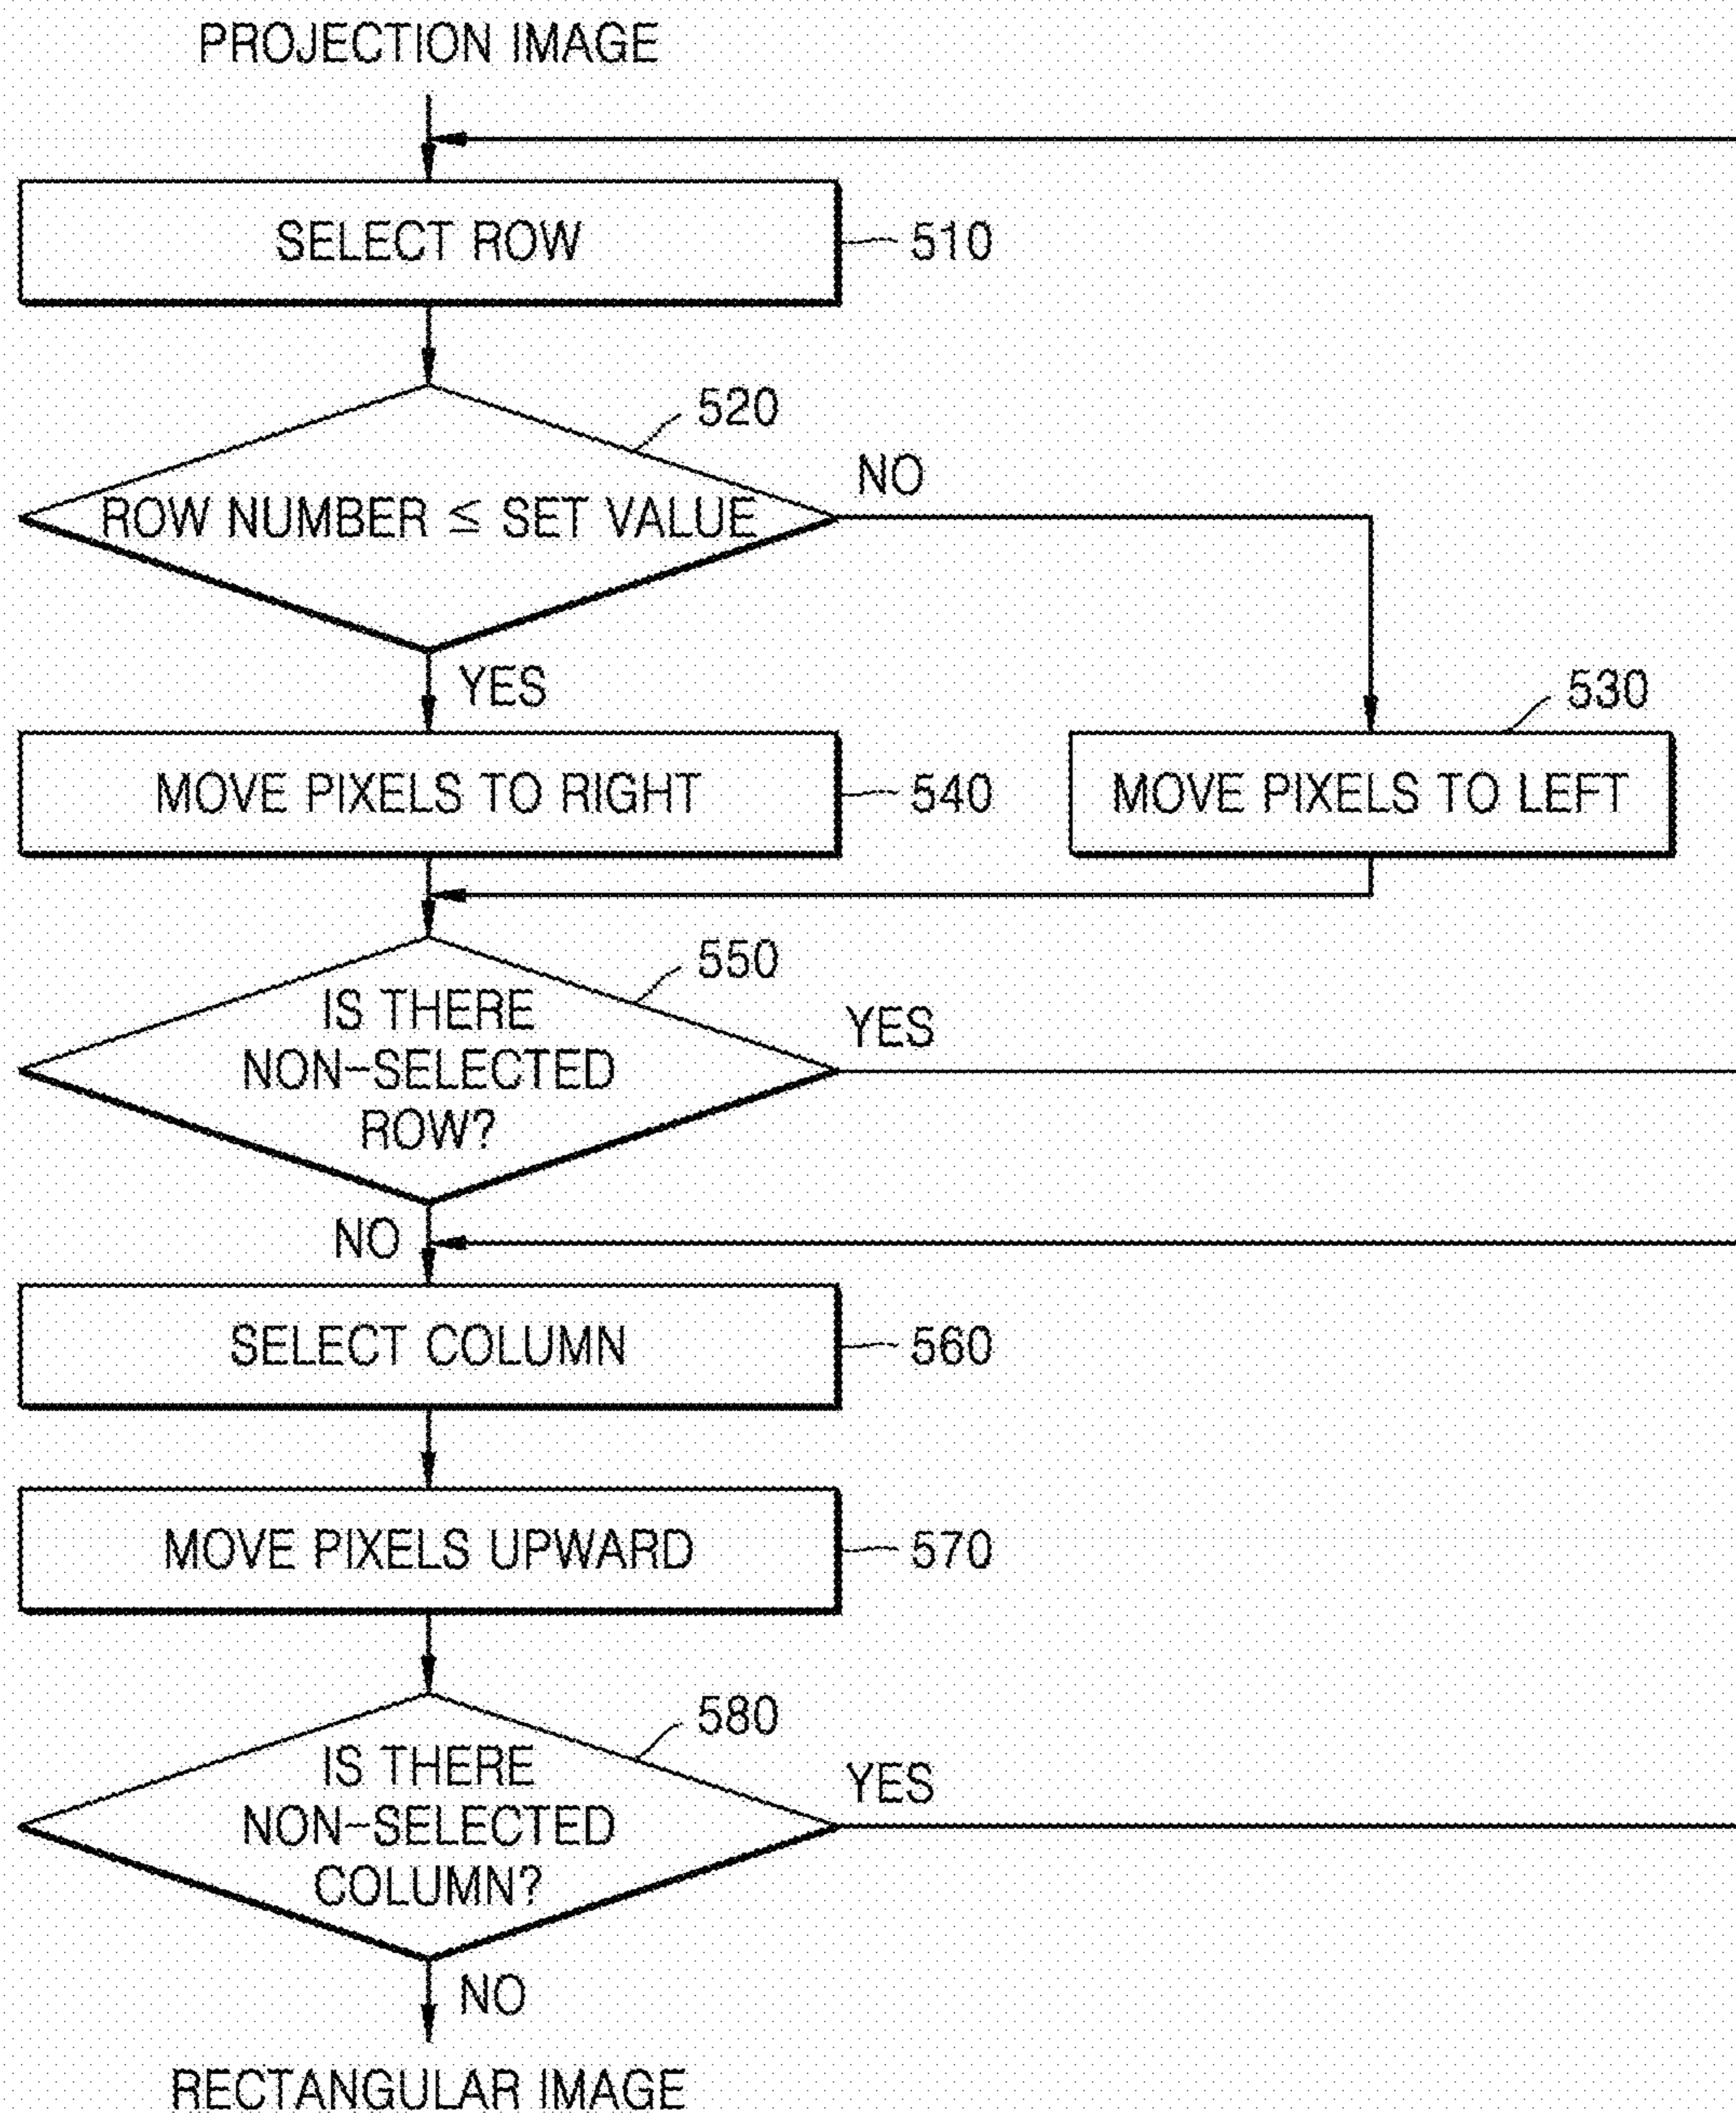 PROJECTION IMAGE
SELECT ROW
510
520
NO
ROW NUMBER ≤ SET VALUE
YES
530
MOVE PIXELS TO RIGHT
540
MOVE PIXELS TO LEFT
550
IS THERE
NON-SELECTED
ROW?
YES
NO
SELECT COLUMN
560
MOVE PIXELS UPWARD
570
580
IS THERE
NON-SELECTED
COLUMN?
YES
NO
RECTANGULAR IMAGE